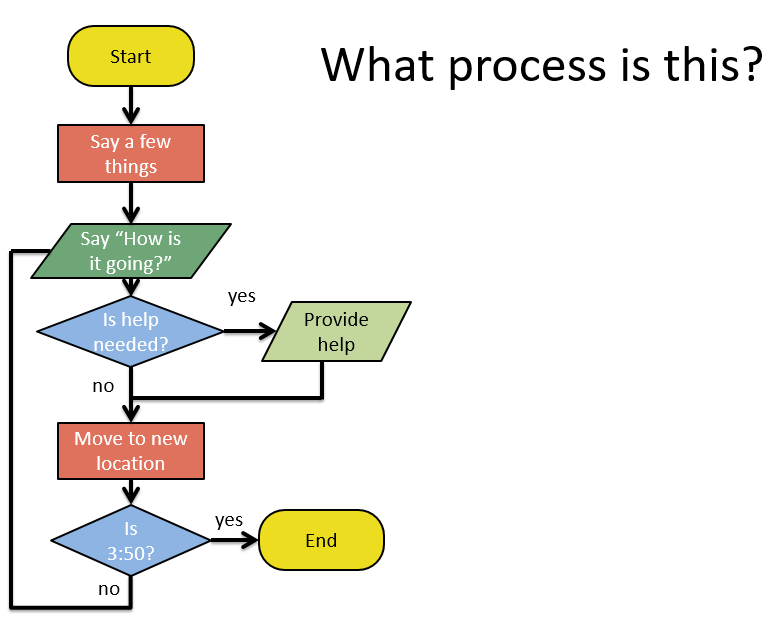 What process is this?
Start
Say a few
things
Say “How is
it going?”
Is help
needed?
yes
Provide
help
no
Move to new
location
Is
3:50?
yes
End
no